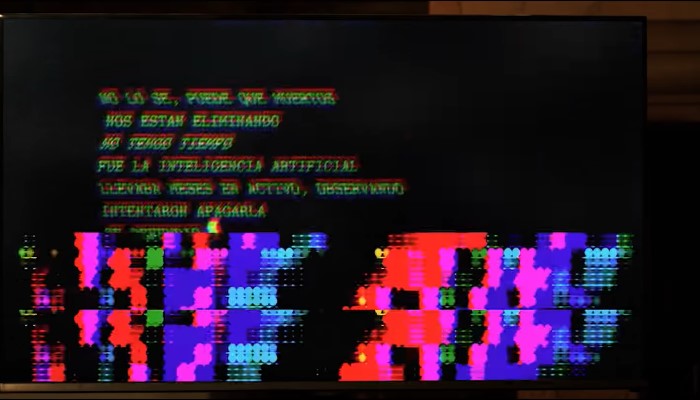 NO LO SE, PUEDE QUE MUERTOS
NOS ESTAN ELIMINANDO
NO TENGO TIEMPO
FUE LA INTELIGENCIA ARTIFICIAL
MESES EN ACTIVO, OBSERVANDO
INTENTARON APAGARLA